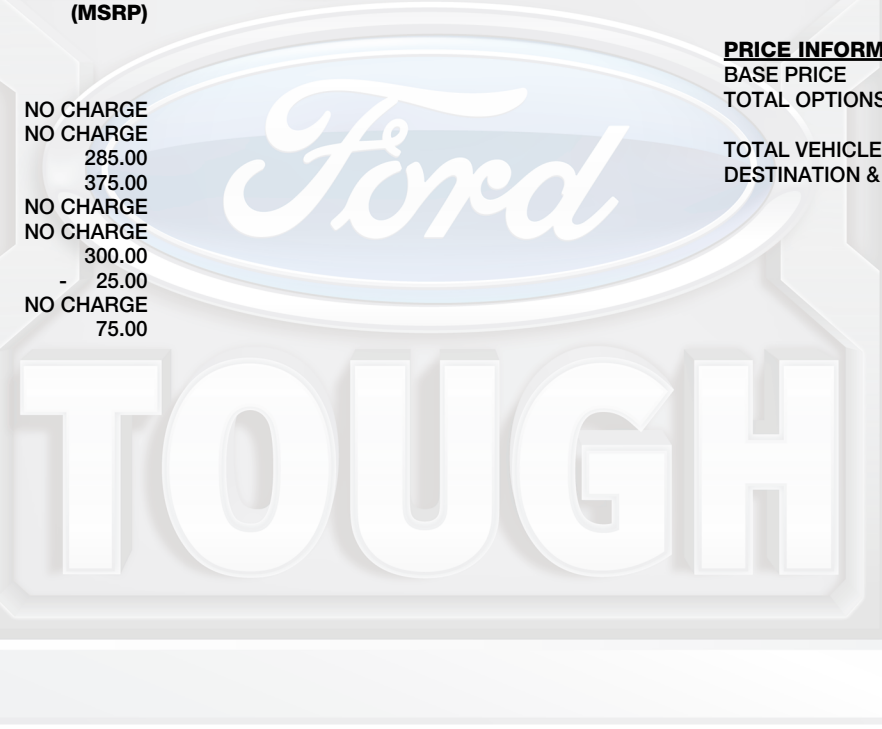 (MSRP)
NO CHARGE
NO CHARGE
285.00
375.00
NO CHARGE
NO CHARGE
300.00
- 25.00
NO CHARGE
75.00
PRICE INFORM
BASE PRICE
TOTAL OPTIONS
TOTAL VEHICLE
DESTINATION &
Ford
TOUGH